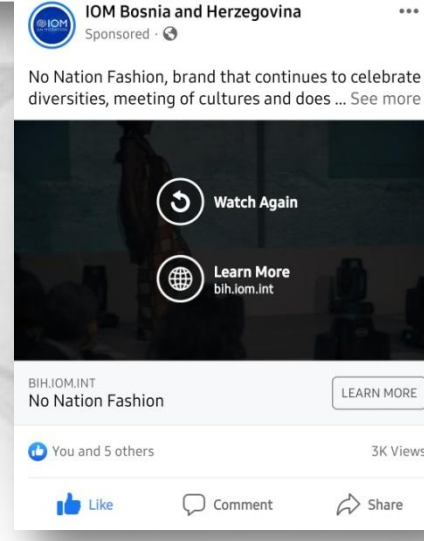 IOM
IOM Bosnia and Herzegovina
Sponsored ·
No Nation Fashion, brand that continues to celebrate
diversities, meeting of cultures and does ... See more
Watch Again
Learn More
bih.iom.int
BIH.IOM.INT
No Nation Fashion
LEARN MORE
You and 5 others
3K Views
Like
Comment
Share